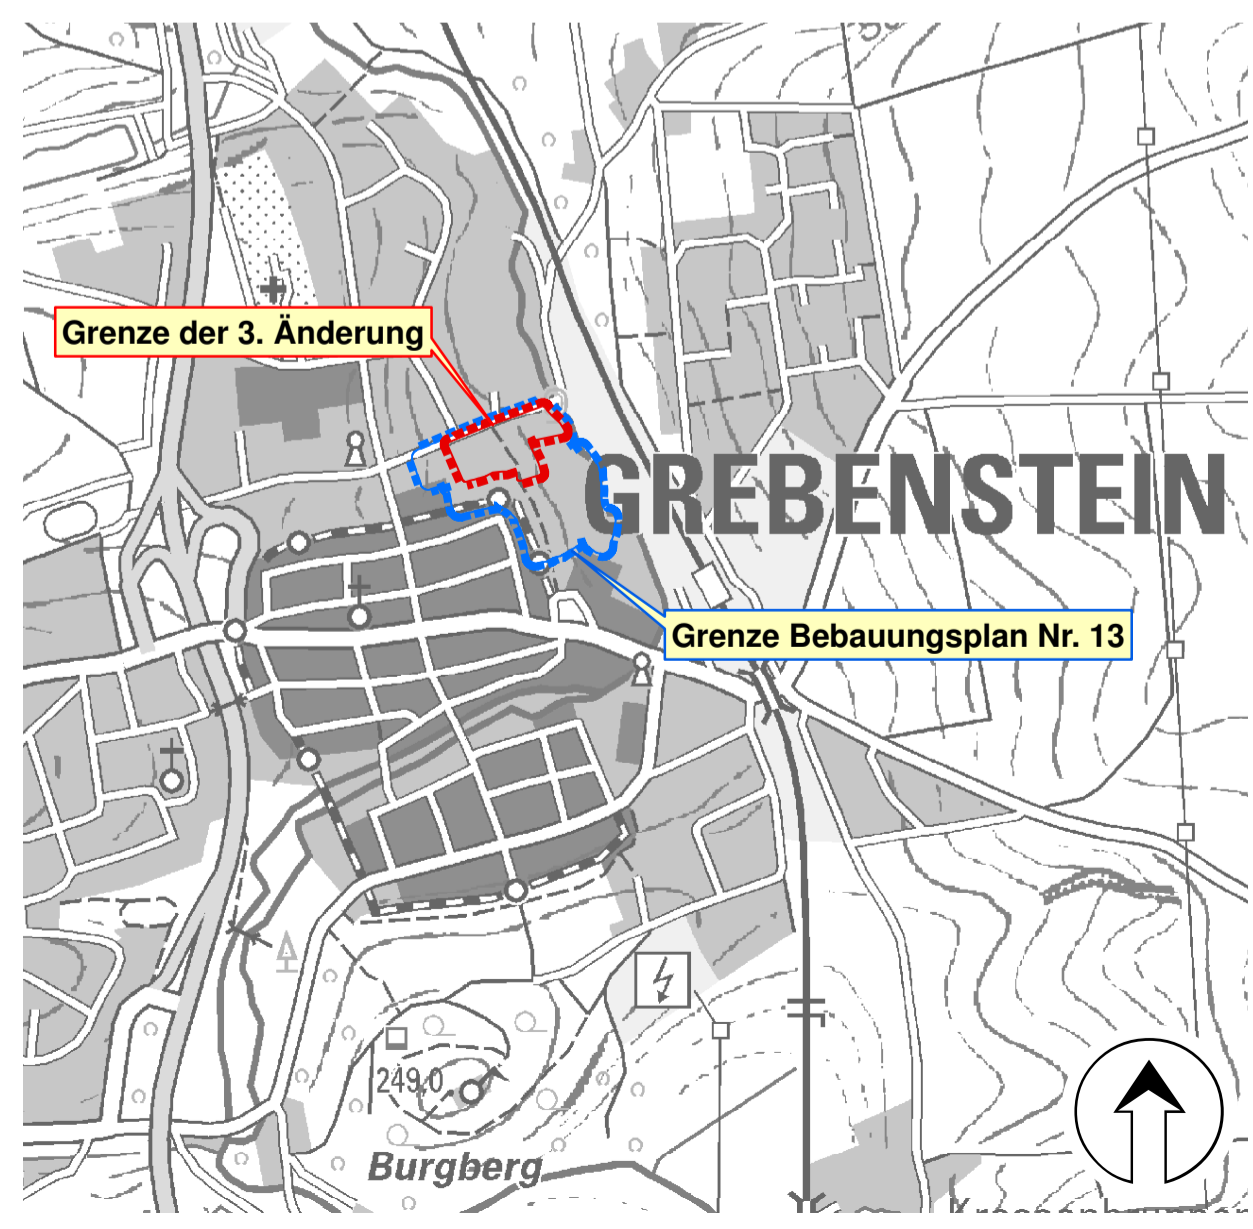 Grenze der 3. Änderung
GREBENSTEIN
Grenze Bebauungsplan Nr. 13
249,0
Burgberg